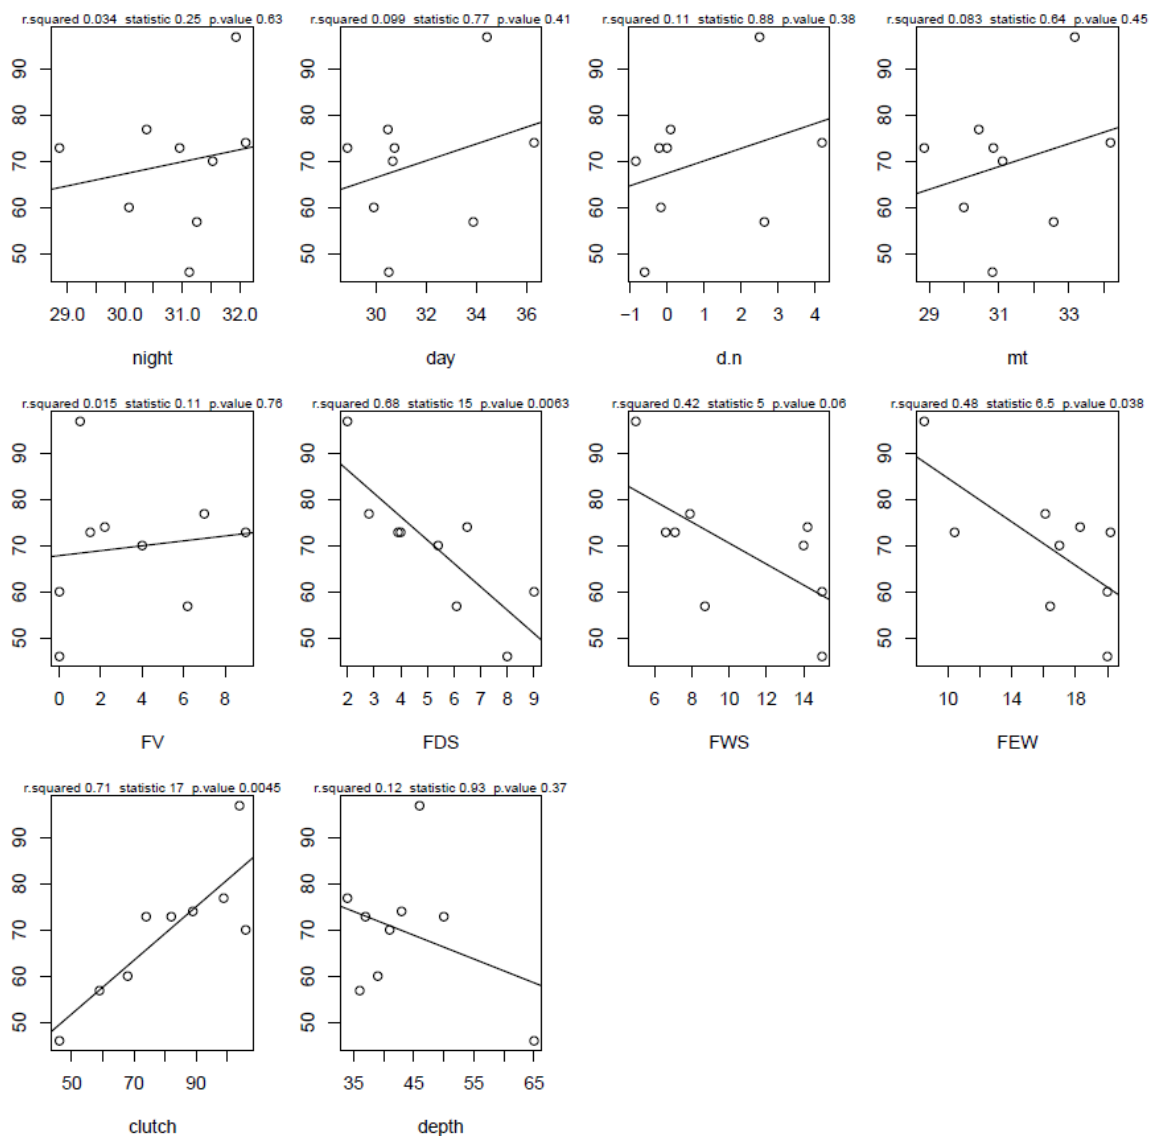 r.squared 0.034 statistic 0.25 p.value 0.63
r.squared 0.099 statistic 0.77 p.value 0.41
r.squared 0.11 statistic 0.88 p.value 0.38
r.squared 0.083 statistic 0.64 p.value 0.45
90
80
70
60
50
29.0 30.0 31.0 32.0
night
90
80
70
60
50
30 32 34 36
day
90
80
70
60
50
−1 0 1 2 3 4
d.n
90
80
70
60
50
29 31 33
mt
r.squared 0.015 statistic 0.11 p.value 0.76
r.squared 0.68 statistic 15 p.value 0.0063
r.squared 0.42 statistic 5 p.value 0.06
r.squared 0.48 statistic 6.5 p.value 0.038
90
80
70
60
50
0 2 4 6 8
FV
90
80
70
60
50
2 3 4 5 6 7 8 9
FDS
90
80
70
60
50
6 8 10 12 14
FWS
90
80
70
60
50
10 14 18
FEW
r.squared 0.71 statistic 17 p.value 0.0045
r.squared 0.12 statistic 0.93 p.value 0.37
90
80
70
60
50
50 70 90
clutch
90
80
70
60
50
35 45 55 65
depth